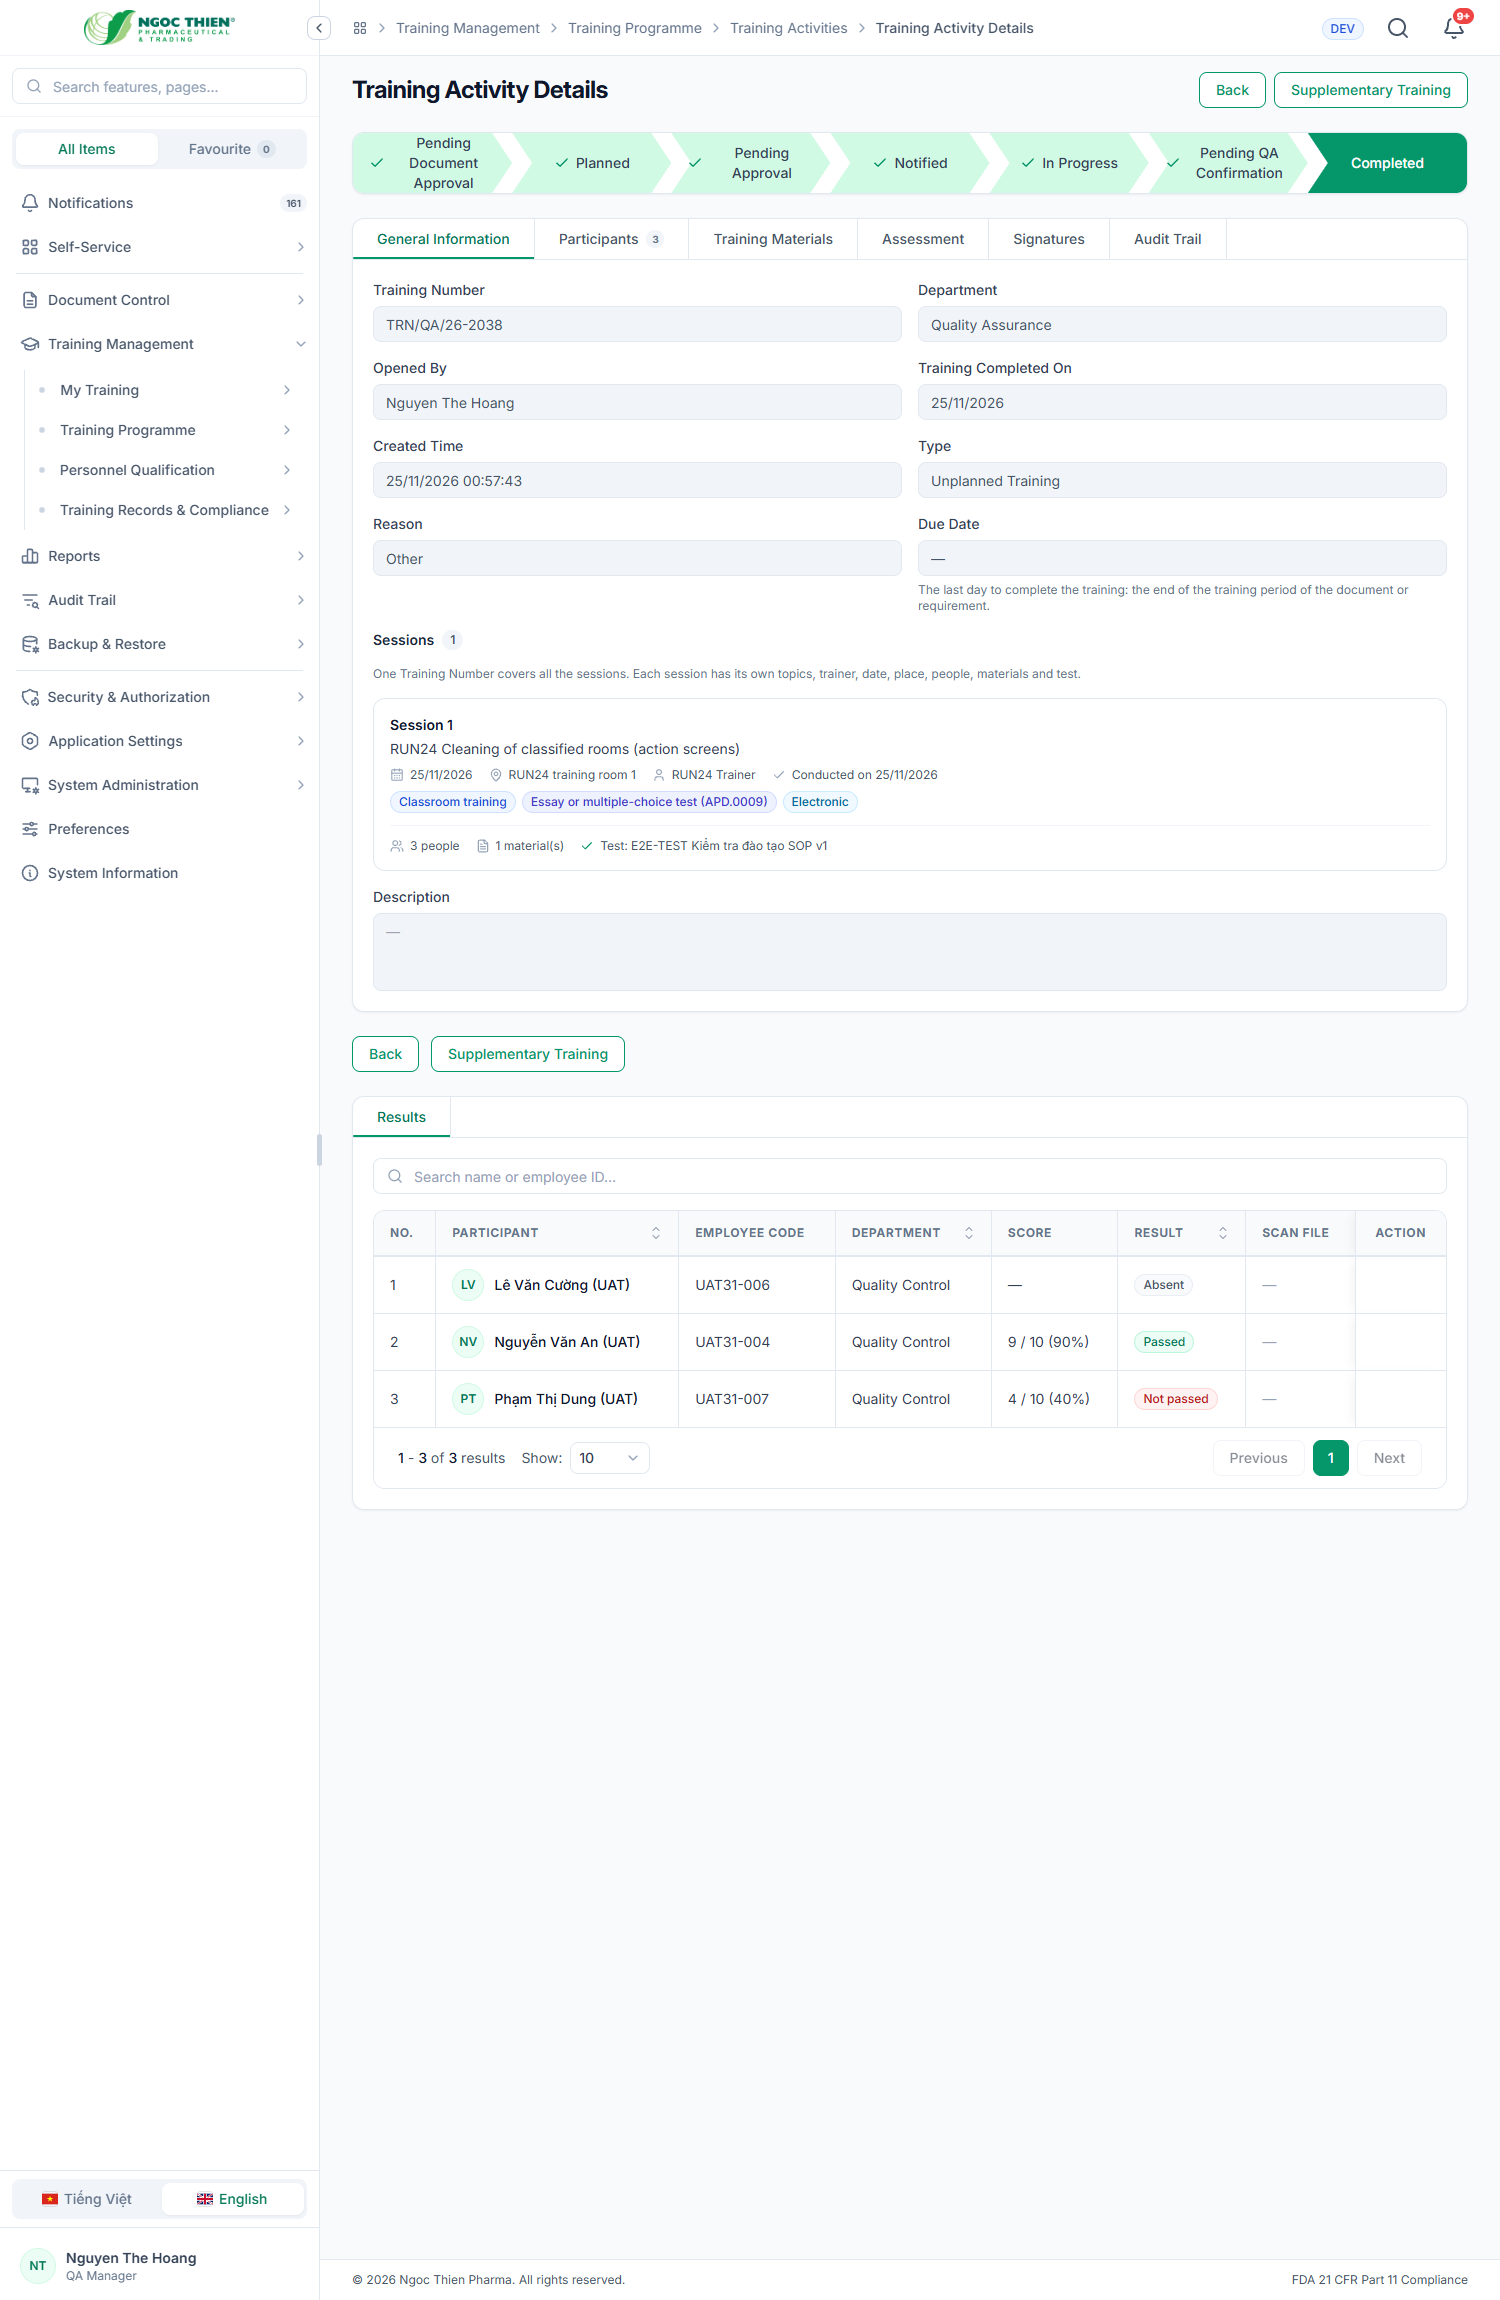 NGOC THIEN®
PHARMACEUTICAL
& TRADING
Training Management
Training Programme
Training Activities
Training Activity Details
DEV
9+
Search features, pages...
Training Activity Details
Back
Supplementary Training
All Items
Favourite 0
Pending Document Approval
Planned
Pending Approval
Notified
In Progress
Pending QA Confirmation
Completed
Notifications 161
Self-Service
Document Control
Training Management
My Training
Training Programme
Personnel Qualification
Training Records & Compliance
Reports
Audit Trail
Backup & Restore
Security & Authorization
Application Settings
System Administration
Preferences
System Information
General Information
Participants 3
Training Materials
Assessment
Signatures
Audit Trail
Training Number
TRN/QA/26-2038
Department
Quality Assurance
Opened By
Nguyen The Hoang
Training Completed On
25/11/2026
Created Time
25/11/2026 00:57:43
Type
Unplanned Training
Reason
Other
Due Date
—
The last day to complete the training: the end of the training period of the document or
requirement.
Sessions 1
One Training Number covers all the sessions. Each session has its own topics, trainer, date, place, people, materials and test.
Session 1
RUN24 Cleaning of classified rooms (action screens)
25/11/2026 RUN24 training room 1 RUN24 Trainer Conducted on 25/11/2026
Classroom training Essay or multiple-choice test (APD.0009) Electronic
3 people 1 material(s) Test: E2E-TEST Kiểm tra đào tạo SOP v1
Description
—
Back
Supplementary Training
Results
Search name or employee ID...
NO. PARTICIPANT EMPLOYEE CODE DEPARTMENT SCORE RESULT SCAN FILE ACTION
1 LV Lê Văn Cường (UAT) UAT31-006 Quality Control — Absent —
2 NV Nguyễn Văn An (UAT) UAT31-004 Quality Control 9 / 10 (90%) Passed —
3 PT Phạm Thị Dung (UAT) UAT31-007 Quality Control 4 / 10 (40%) Not passed —
1 - 3 of 3 results Show: 10 Previous 1 Next
Tiếng Việt
English
NT Nguyen The Hoang
QA Manager
© 2026 Ngoc Thien Pharma. All rights reserved.
FDA 21 CFR Part 11 Compliance